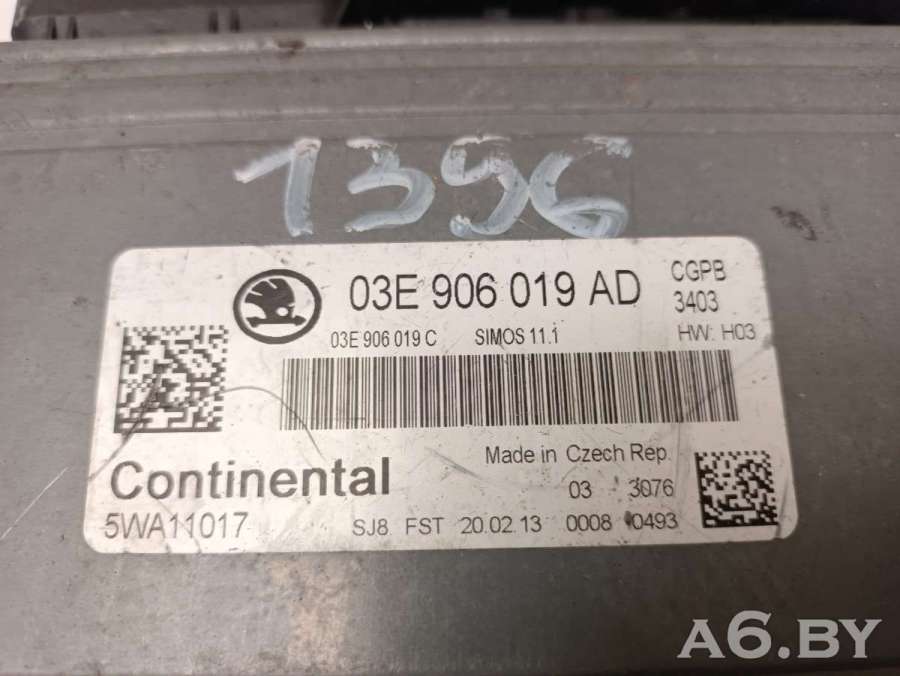 1396
03E 906 019 AD
CGPB
3403
03E 906 019 C SIMOS 11.1
HW: H03
Made in Czech Rep.
Continental
03 3076
5WA11017
SJ8 FST 20.02.13 0008 0493
A6.BY